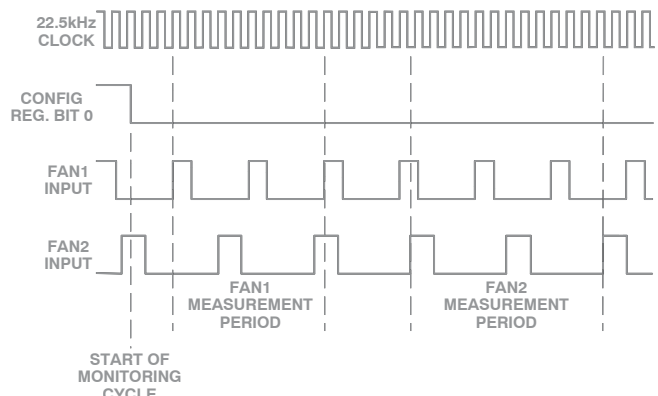 22.5kHz
CLOCK
CONFIG
REG. BIT 0
FAN1
INPUT
FAN2
INPUT
FAN1
MEASUREMENT
PERIOD
FAN2
MEASUREMENT
PERIOD
START OF
MONITORING
CYCLE